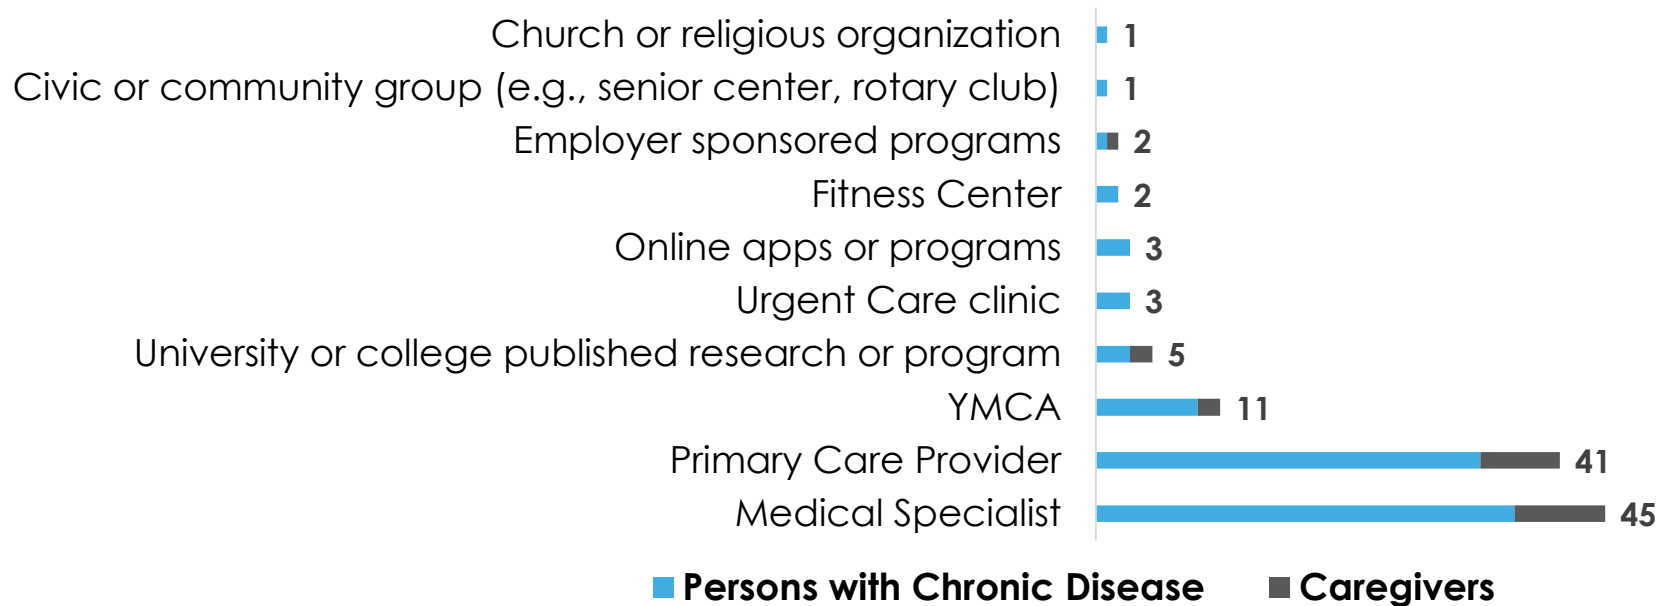 Church or religious organization 1
Civic or community group (e.g., senior center, rotary club) 1
Employer sponsored programs 2
Fitness Center 2
Online apps or programs 3
Urgent Care clinic 3
University or college published research or program 5
YMCA 11
Primary Care Provider 41
Medical Specialist 45
Persons with Chronic Disease Caregivers